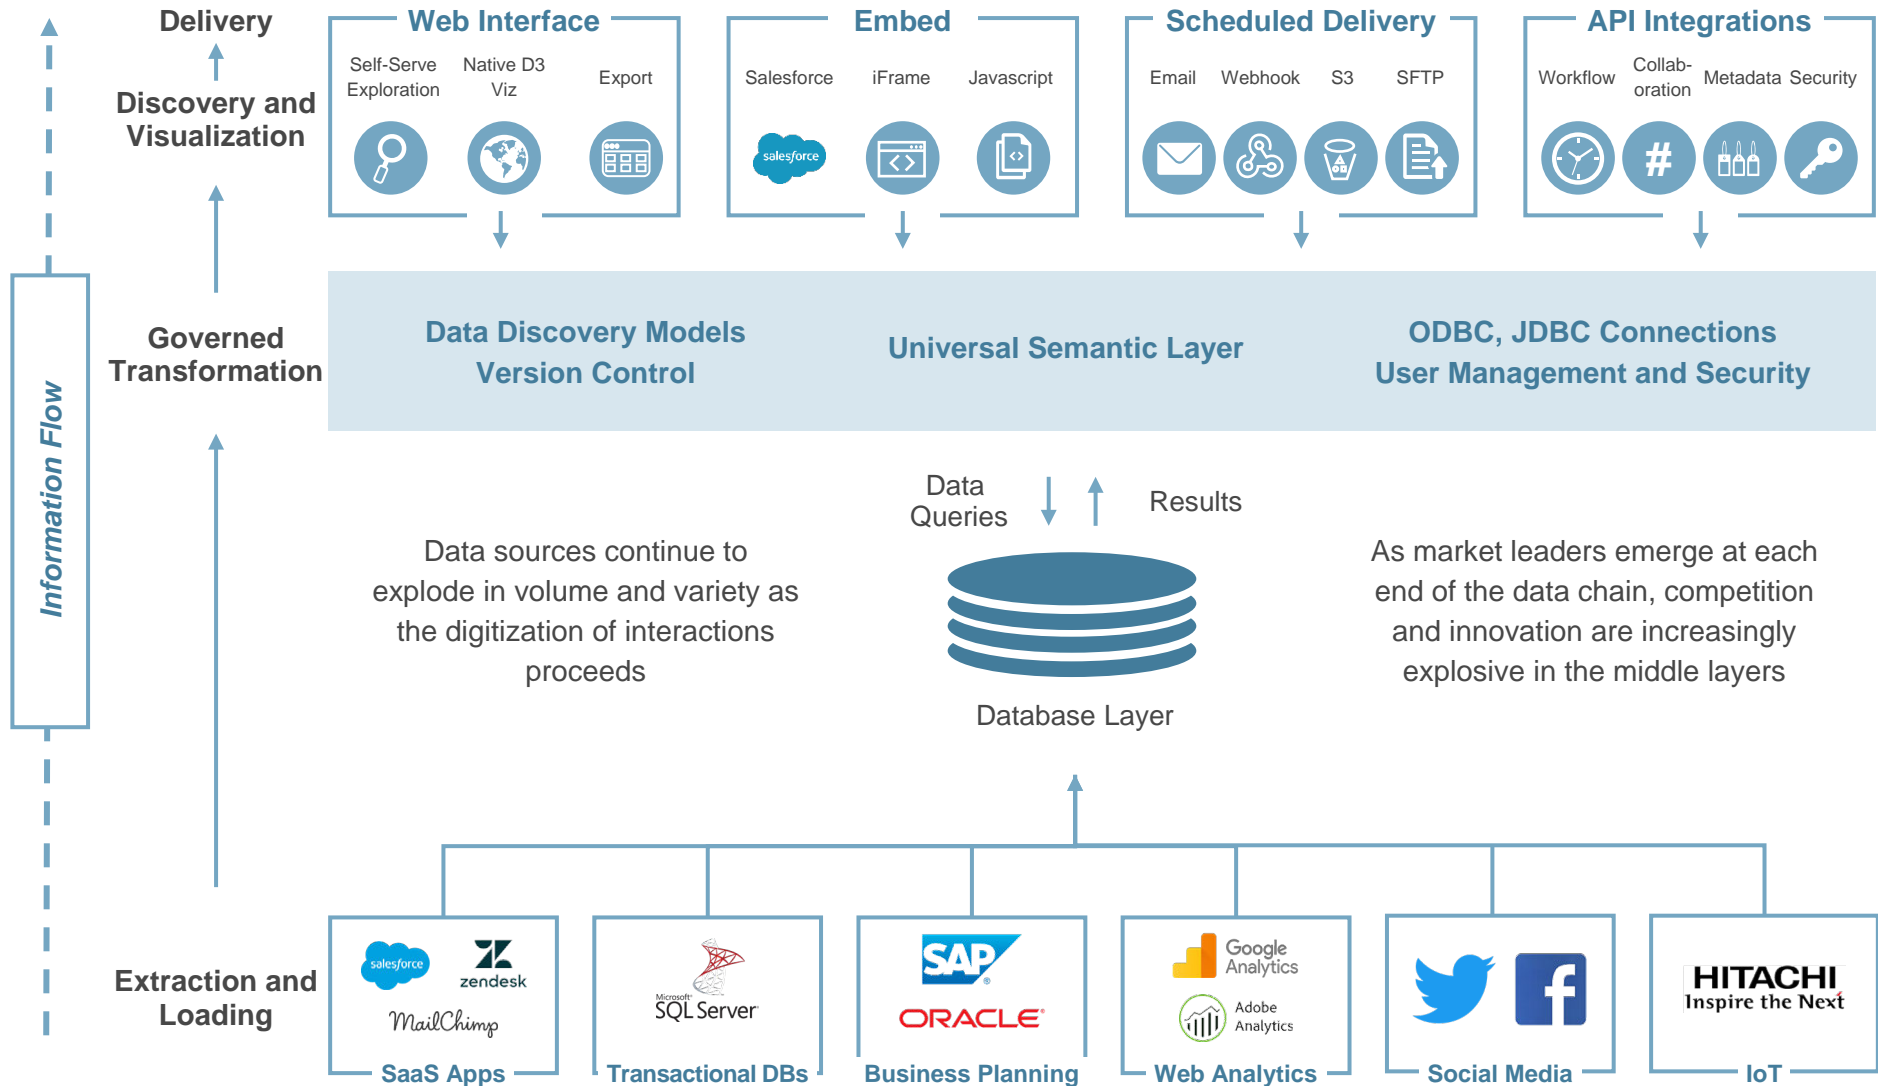 Delivery
Web Interface
Embed
Scheduled Delivery
API Integrations
Self-Serve
Exploration
Native D3
Viz
Export
Salesforce
iFrame
Javascript
Email
Webhook
S3
SFTP
Workflow
Collab-
oration
Metadata
Security
Discovery and
Visualization
salesforce
#
Governed
Transformation
Data Discovery Models
Version Control
Universal Semantic Layer
ODBC, JDBC Connections
User Management and Security
Information Flow
Data
Queries
Results
Data sources continue to
explode in volume and variety as
the digitization of interactions
proceeds
As market leaders emerge at each
end of the data chain, competition
and innovation are increasingly
explosive in the middle layers
Database Layer
Extraction and
Loading
salesforce
zendesk
MailChimp
SaaS Apps
Microsoft®
SQL Server®
Transactional DBs
SAP®
ORACLE®
Business Planning
Google
Analytics
Adobe
Analytics
Web Analytics
f
Social Media
HITACHI
Inspire the Next
IoT